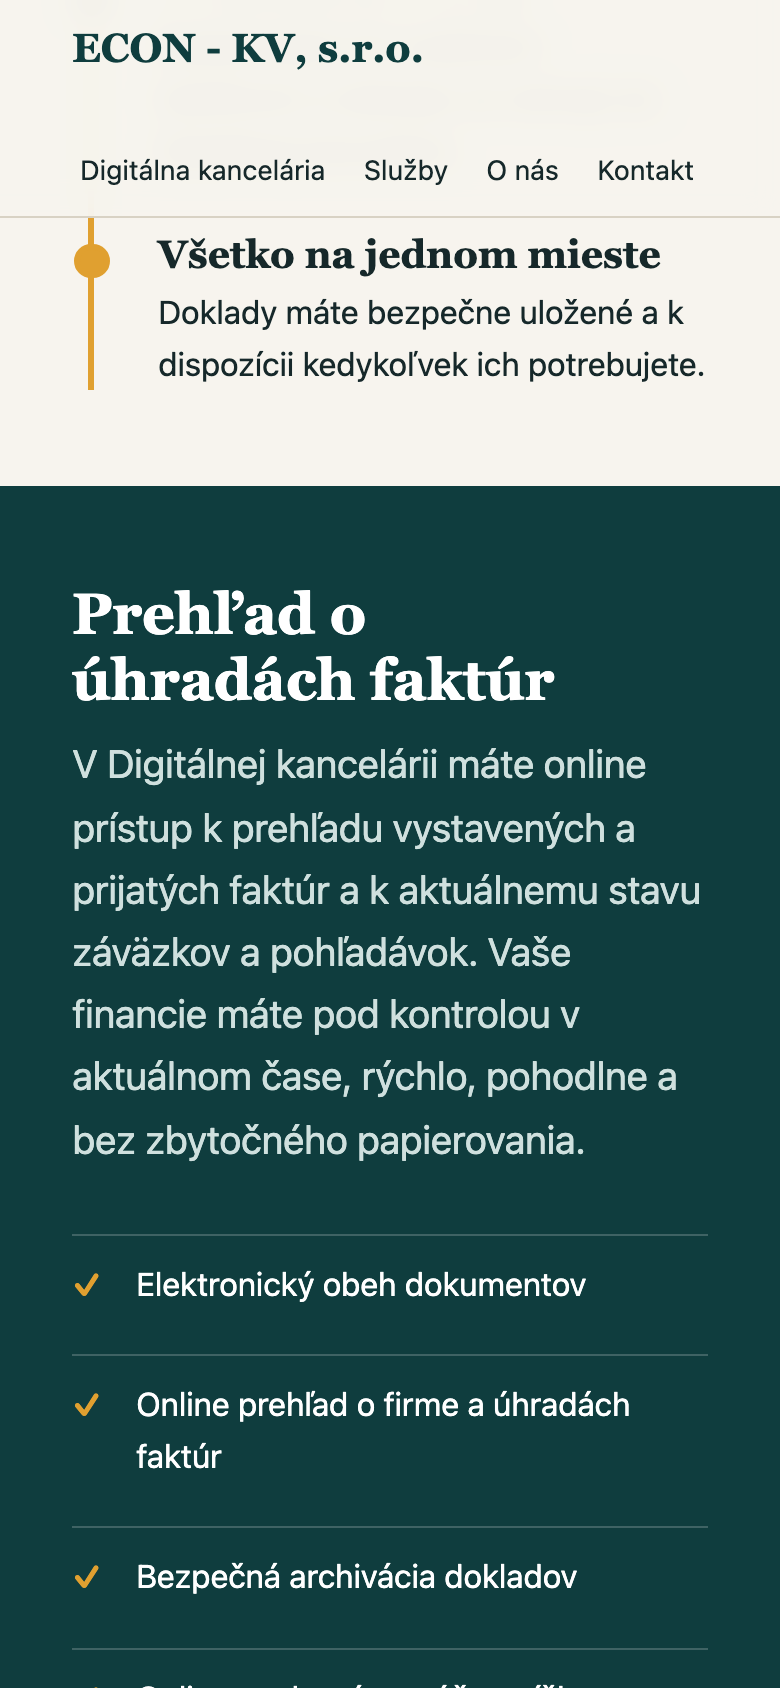 ECON - KV, s.r.o.
Digitálna kancelária Služby O nás Kontakt
Všetko na jednom mieste
Doklady máte bezpečne uložené a k
dispozícii kedykoľvek ich potrebujete.
Prehľad o
úhradách faktúr
V Digitálnej kancelárii máte online
prístup k prehľadu vystavených a
prijatých faktúr a k aktuálnemu stavu
záväzkov a pohľadávok. Vaše
financie máte pod kontrolou v
aktuálnom čase, rýchlo, pohodlne a
bez zbytočného papierovania.
Elektronický obeh dokumentov
Online prehľad o firme a úhradách
faktúr
Bezpečná archivácia dokladov